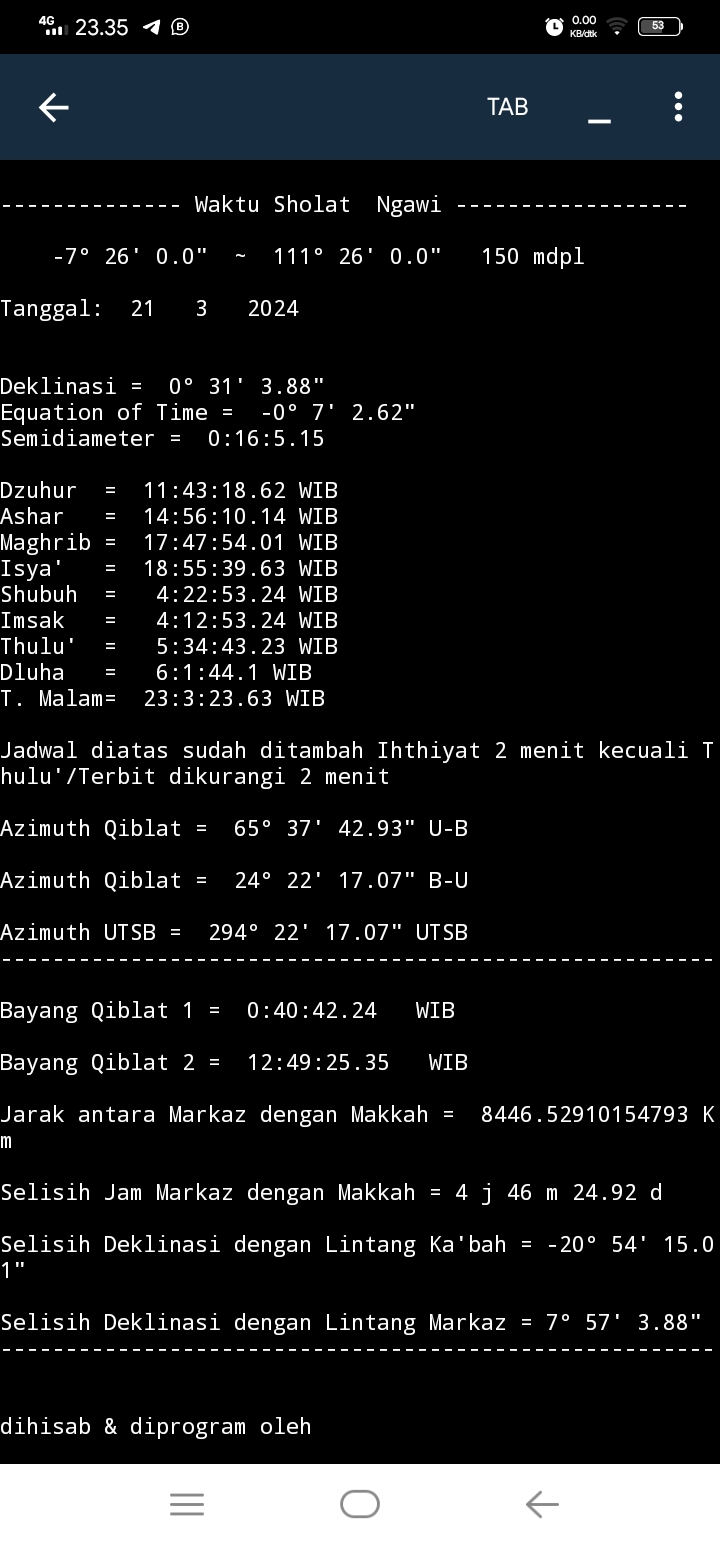 4G 23.35 0.00 KB/dtk 53
TAB
-------------- Waktu Sholat  Ngawi ------------------
-7° 26' 0.0"  ~  111° 26' 0.0"   150 mdpl
Tanggal:  21   3   2024
Deklinasi =  0° 31' 3.88"
Equation of Time =  -0° 7' 2.62"
Semidiameter =  0:16:5.15
Dzuhur  =  11:43:18.62 WIB
Ashar   =  14:56:10.14 WIB
Maghrib =  17:47:54.01 WIB
Isya'   =  18:55:39.63 WIB
Shubuh  =   4:22:53.24 WIB
Imsak   =   4:12:53.24 WIB
Thulu'  =   5:34:43.23 WIB
Dluha   =   6:1:44.1 WIB
T. Malam=  23:3:23.63 WIB
Jadwal diatas sudah ditambah Ihthiyat 2 menit kecuali T
hulu'/Terbit dikurangi 2 menit
Azimuth Qiblat =  65° 37' 42.93" U-B
Azimuth Qiblat =  24° 22' 17.07" B-U
Azimuth UTSB =  294° 22' 17.07" UTSB
-------------------------------------------------------
Bayang Qiblat 1 =  0:40:42.24   WIB
Bayang Qiblat 2 =  12:49:25.35   WIB
Jarak antara Markaz dengan Makkah =  8446.52910154793 K
m
Selisih Jam Markaz dengan Makkah = 4 j 46 m 24.92 d
Selisih Deklinasi dengan Lintang Ka'bah = -20° 54' 15.0
1"
Selisih Deklinasi dengan Lintang Markaz = 7° 57' 3.88"
-------------------------------------------------------
dihisab & diprogram oleh